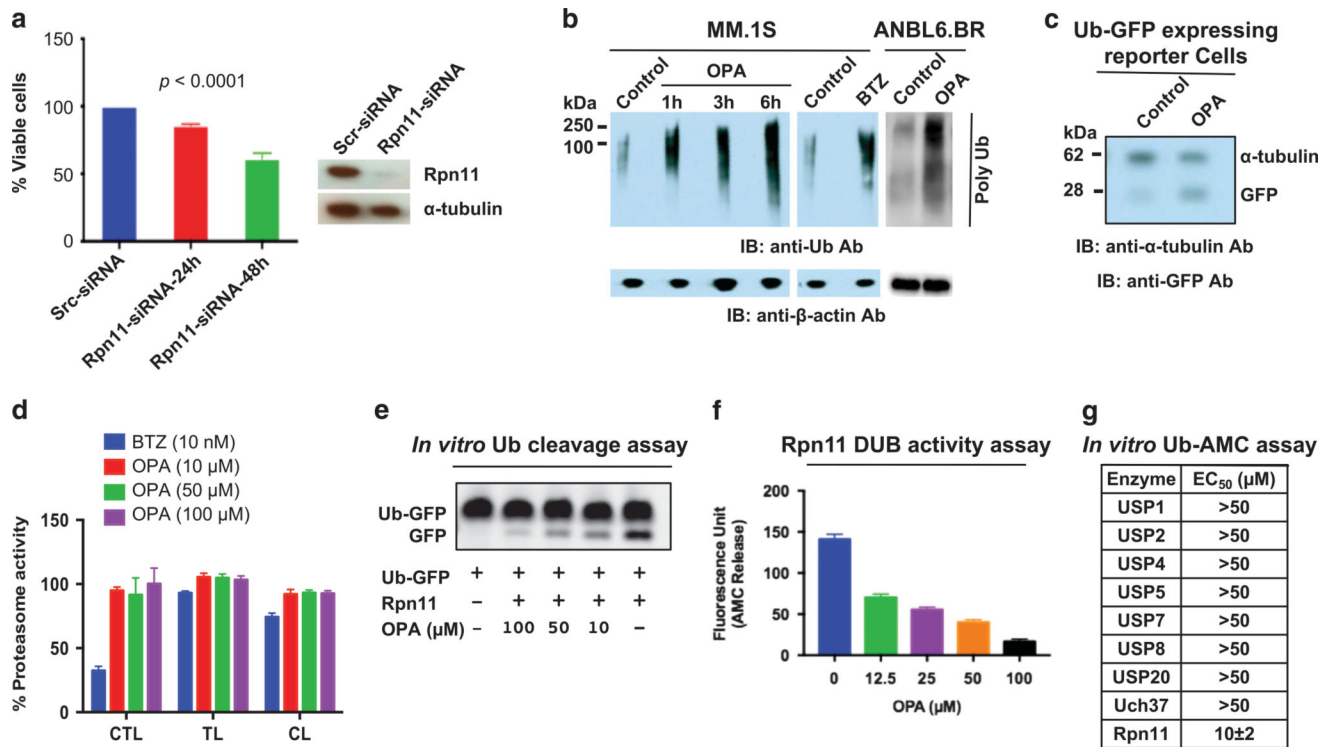 a
% Viable cells
p < 0.0001
150
100
50
0
Src-siRNA
Rpn11-siRNA-24h
Rpn11-siRNA-48h
Scr-siRNA
Rpn11-siRNA
Rpn11
α-tubulin
b
MM.1S
ANBL6.BR
OPA
Control
1h 3h 6h
Control
BTZ
Control
OPA
kDa
250
100
Poly Ub
IB: anti-Ub Ab
IB: anti-β-actin Ab
c
Ub-GFP expressing
reporter Cells
Control
OPA
kDa
62
α-tubulin
28
GFP
IB: anti-α-tubulin Ab
IB: anti-GFP Ab
d
BTZ (10 nM)
OPA (10 µM)
OPA (50 µM)
OPA (100 µM)
% Proteasome activity
150
100
50
0
CTL TL CL
e
In vitro Ub cleavage assay
Ub-GFP
GFP
Ub-GFP + + + + +
Rpn11 – + + + +
OPA (µM) – 100 50 10 –
f
Rpn11 DUB activity assay
Fluorescence Unit
(AMC Release)
200
150
100
50
0
0 12.5 25 50 100
OPA (µM)
g
In vitro Ub-AMC assay
Enzyme EC50 (µM)
USP1 >50
USP2 >50
USP4 >50
USP5 >50
USP7 >50
USP8 >50
USP20 >50
Uch37 >50
Rpn11 10±2